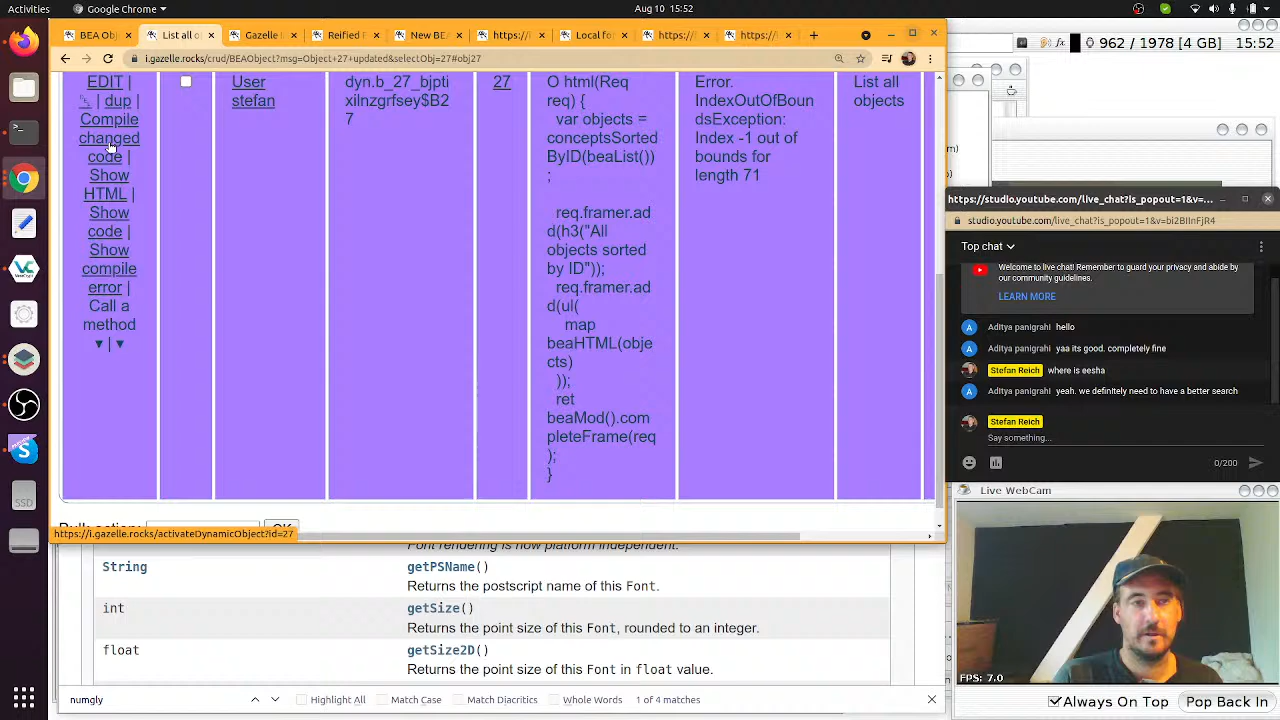 Activities
Google Chrome
Aug 10 15:52
962 / 1978 (4 / 8)
15:52
BEA Obj
List all o
Gazelle
Reified F
New BEA
https://i
Local fo
https://
https://
i.gazelle.rocks/crud/
EDIT |
| dup |
Compile
changed
code |
Show
HTML |
Show
code |
Show
compile
error |
Call a
method
▼ | ▼
User
stefan
dyn.b_27_bjpti
xilnzgrfsey$B2
7
27
O html(Req
req) {
var objects =
conceptsSorted
ByID(beaList())
;
req.framer.ad
d(h3("All
objects sorted
by ID"));
req.framer.ad
d(ul(
map
beaHTML(obje
cts)
));
ret
beaMod().com
pleteFrame(req
);
}
Error.
IndexOutOfBoun
dsException:
Index -1 out of
bounds for
length 71
List all
objects
https://i.gazelle.rocks/activateDynamicObject?id=27
Font rendering is now platform independent.
String getPSName()
Returns the postscript name of this Font.
int getSize()
Returns the point size of this Font, rounded to an integer.
float getSize2D()
Returns the point size of this Font in float value.
numgly
Highlight All
Match Case
Match Diacritics
Whole Words
1 of 4 matches
https://studio.youtube.com/live_chat?is_popout=1&v=...
studio.youtube.com/live_chat?is_popout=1&v=bi2BIInFjR4
Top chat
Welcome to live chat! Remember to guard your privacy and abide by
our community guidelines.
LEARN MORE
A Aditya panigrahi hello
A Aditya panigrahi yaa its good. completely fine
Stefan Reich where is eesha
A Aditya panigrahi yeah. we definitely need to have a better search
Stefan Reich
Say something...
0/200
Live WebCam
FPS: 7.0
Always On Top
Pop Back In
SSD